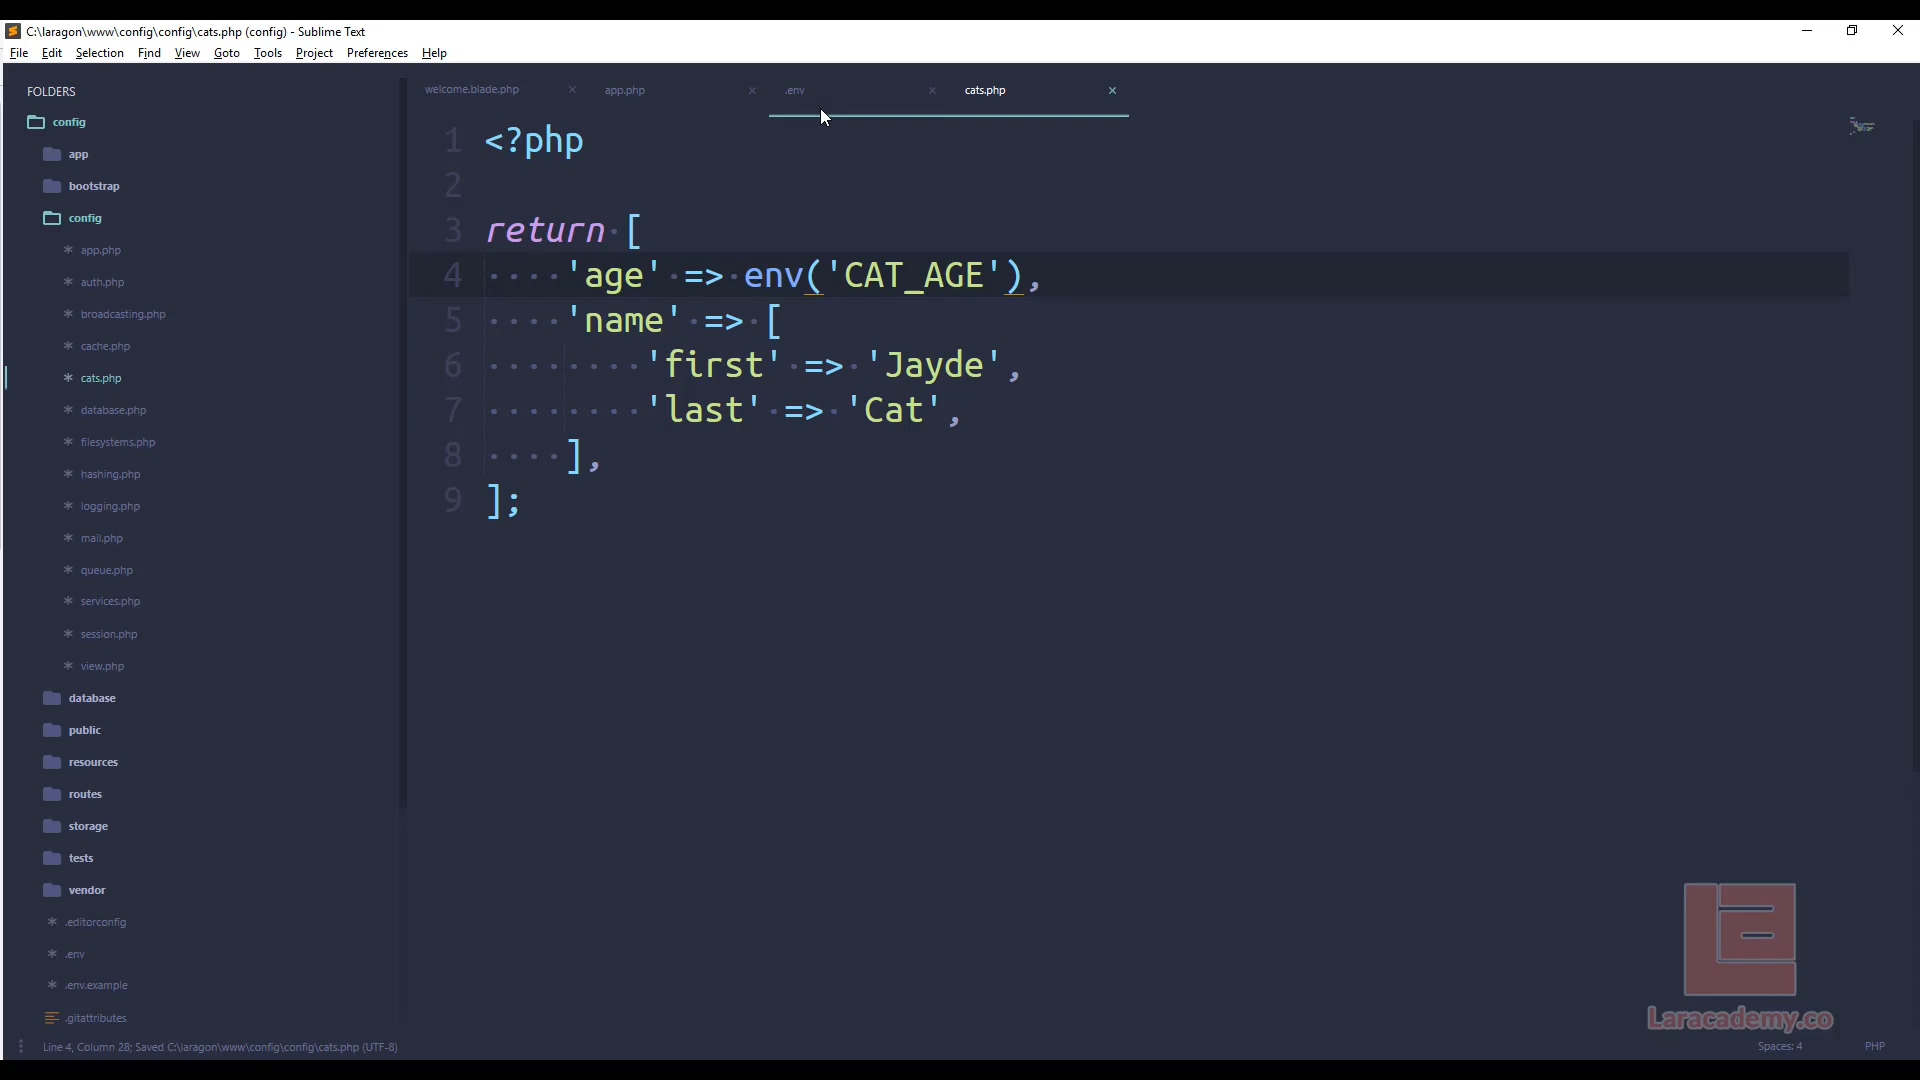 C:\laragon\www\config\config\cats.php (config) - Sublime Text
File Edit Selection Find View Goto Tools Project Preferences Help
FOLDERS
config
app
bootstrap
config
app.php
auth.php
broadcasting.php
cache.php
cats.php
database.php
filesystems.php
hashing.php
logging.php
mail.php
queue.php
services.php
session.php
view.php
database
public
resources
routes
storage
tests
vendor
.editorconfig
.env
.env.example
.gitattributes
welcome.blade.php app.php .env cats.php
1 <?php
2
3 return [
4 'age' => env('CAT_AGE'),
5 'name' => [
6 'first' => 'Jayde',
7 'last' => 'Cat',
8 ],
9 ];
Laracademy.co
Line 4, Column 28; Saved C:\laragon\www\config\config\cats.php (UTF-8)
Spaces: 4 PHP